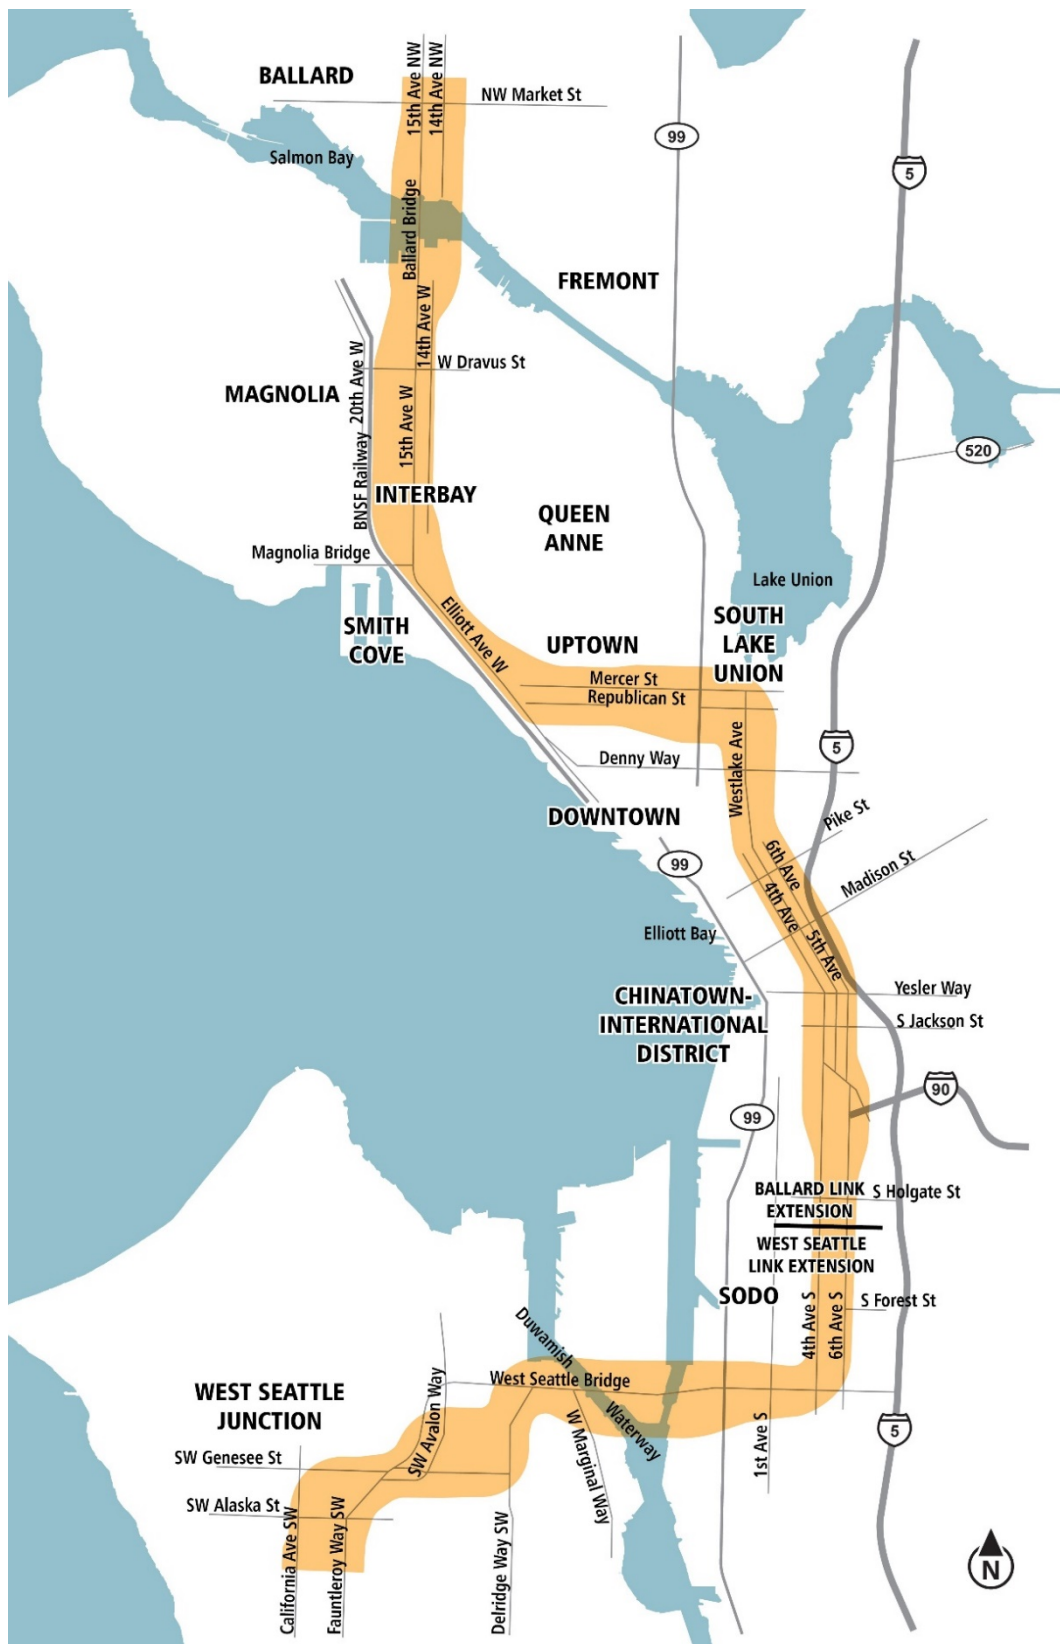 BALLARD
15th Ave NW
14th Ave NW
NW Market St
99
5
Salmon Bay
Ballard Bridge
FREMONT
14th Ave W
W Dravus St
MAGNOLIA
20th Ave W
15th Ave W
BNSF Railway
520
INTERBAY
QUEEN
ANNE
Magnolia Bridge
Lake Union
SMITH
COVE
Elliott Ave W
UPTOWN
SOUTH
LAKE
UNION
Mercer St
Republican St
5
Denny Way
Westlake Ave
DOWNTOWN
Pike St
99
6th Ave
4th Ave
Madison St
5th Ave
Elliott Bay
Yesler Way
CHINATOWN-
INTERNATIONAL
DISTRICT
S Jackson St
90
99
BALLARD LINK
EXTENSION
S Holgate St
WEST SEATTLE
LINK EXTENSION
SODO
S Forest St
4th Ave S
6th Ave S
Duwamish
Waterway
West Seattle Bridge
WEST SEATTLE
JUNCTION
SW Avalon Way
1st Ave S
5
W Marginal Way
SW Genesee St
SW Alaska St
California Ave SW
Fauntleroy Way SW
Delridge Way SW
N